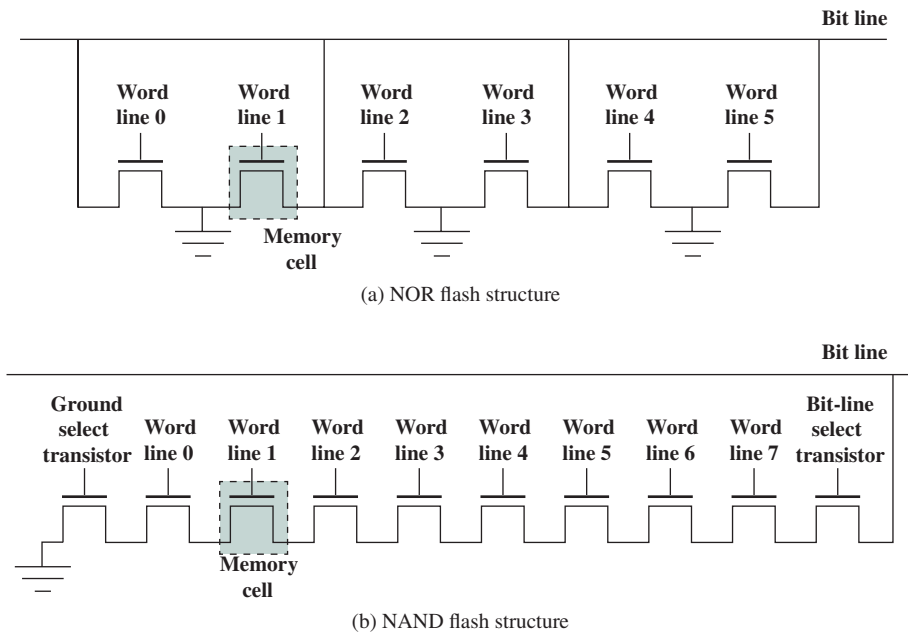 Bit line
Word
line 0
Word
line 1
Word
line 2
Word
line 3
Word
line 4
Word
line 5
Memory
cell
(a) NOR flash structure
Bit line
Ground
select
transistor
Word
line 0
Word
line 1
Word
line 2
Word
line 3
Word
line 4
Word
line 5
Word
line 6
Word
line 7
Bit-line
select
transistor
Memory
cell
(b) NAND flash structure